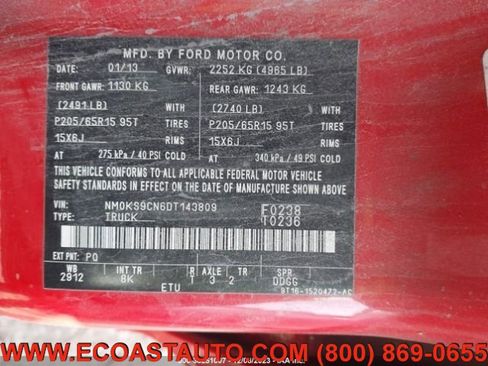 MFD. BY FORD MOTOR CO.
DATE: 01/13 GVWR: 2252 KG (4965 LB)
FRONT GAWR: 1130 KG REAR GAWR: 1243 KG
(2491 LB) WITH (2740 LB) WITH
P205/65R15 95T TIRES P205/65R15 95T TIRES
15X6J RIMS 15X6J RIMS
AT 275 kPa / 40 PSI COLD AT 340 kPa / 49 PSI COLD
THIS VEHICLE CONFORMS TO ALL APPLICABLE FEDERAL MOTOR VEHICLE
SAFETY STANDARDS IN EFFECT ON THE DATE OF MANUFACTURE SHOWN ABOVE.
VIN: NM0KS9CN6DT143809 F0238
TYPE: TRUCK T0236
EXT PNT: PQ
WB INT TR R AXLE TR SPR
2912 8K 3 2 DDGG
ETU 9T16-1520472-AC
WWW.ECOASTAUTO.COM (800) 869-0655